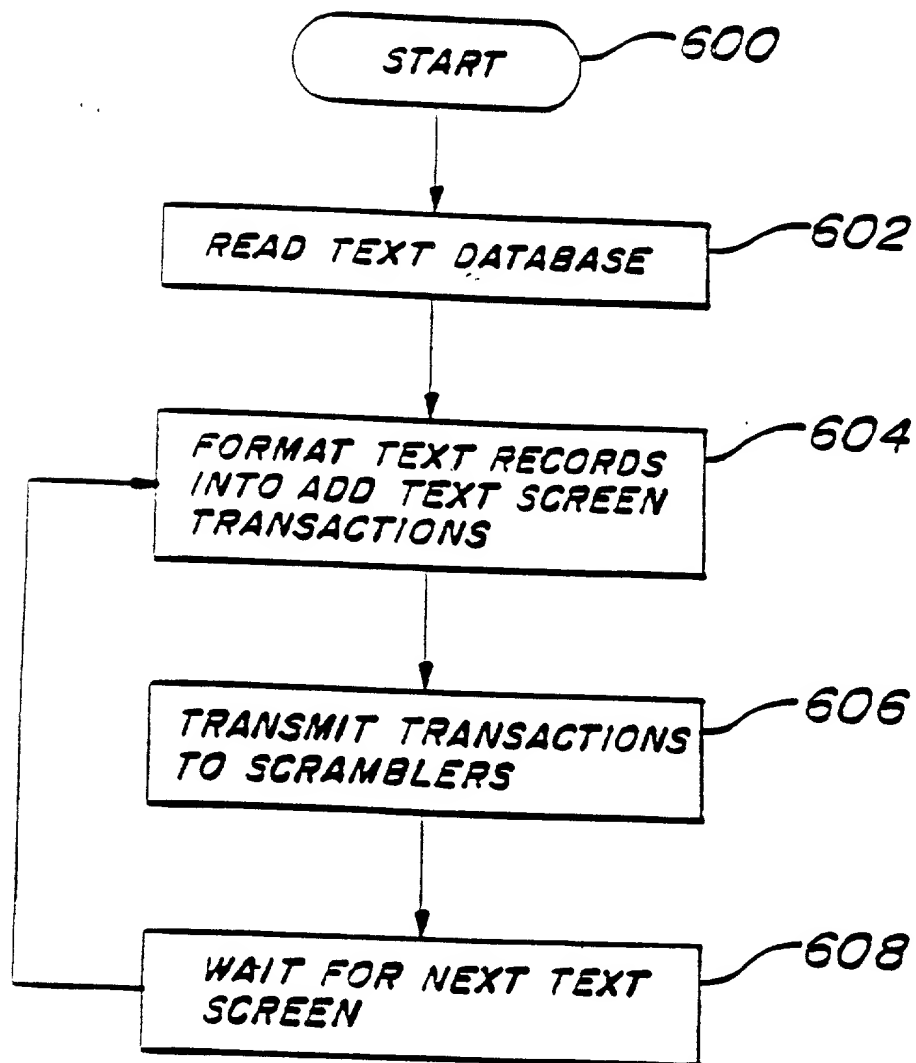 START
600
READ TEXT DATABASE
602
FORMAT TEXT RECORDS
INTO ADD TEXT SCREEN
TRANSACTIONS
604
TRANSMIT TRANSACTIONS
TO SCRAMBLERS
606
WAIT FOR NEXT TEXT
SCREEN
608